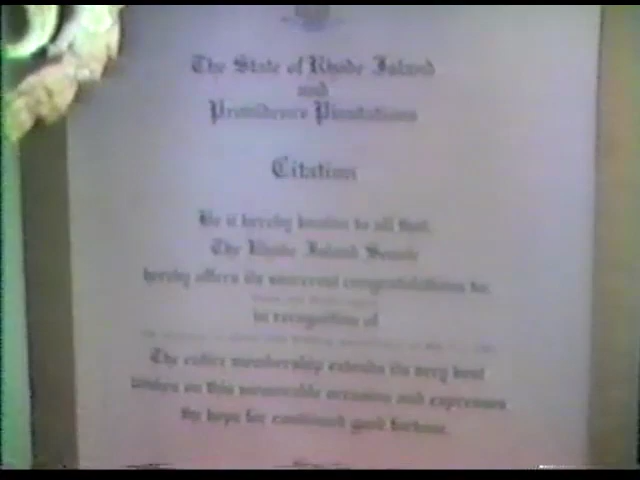 The State of Rhode Island
and
Providence Plantations
Citation
Be it hereby known to all that
The Rhode Island Senate
hereby offers its sincerest congratulations to:
in recognition of
The entire membership extends its very best
wishes on this memorable occasion and expresses
the hope for continued good fortune.